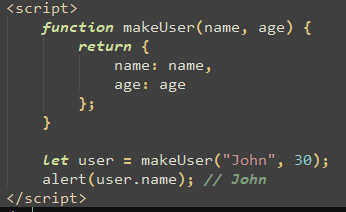 <script>
    function makeUser(name, age) {
        return {
            name: name,
            age: age
        };
    }

    let user = makeUser("John", 30);
    alert(user.name); // John
</script>